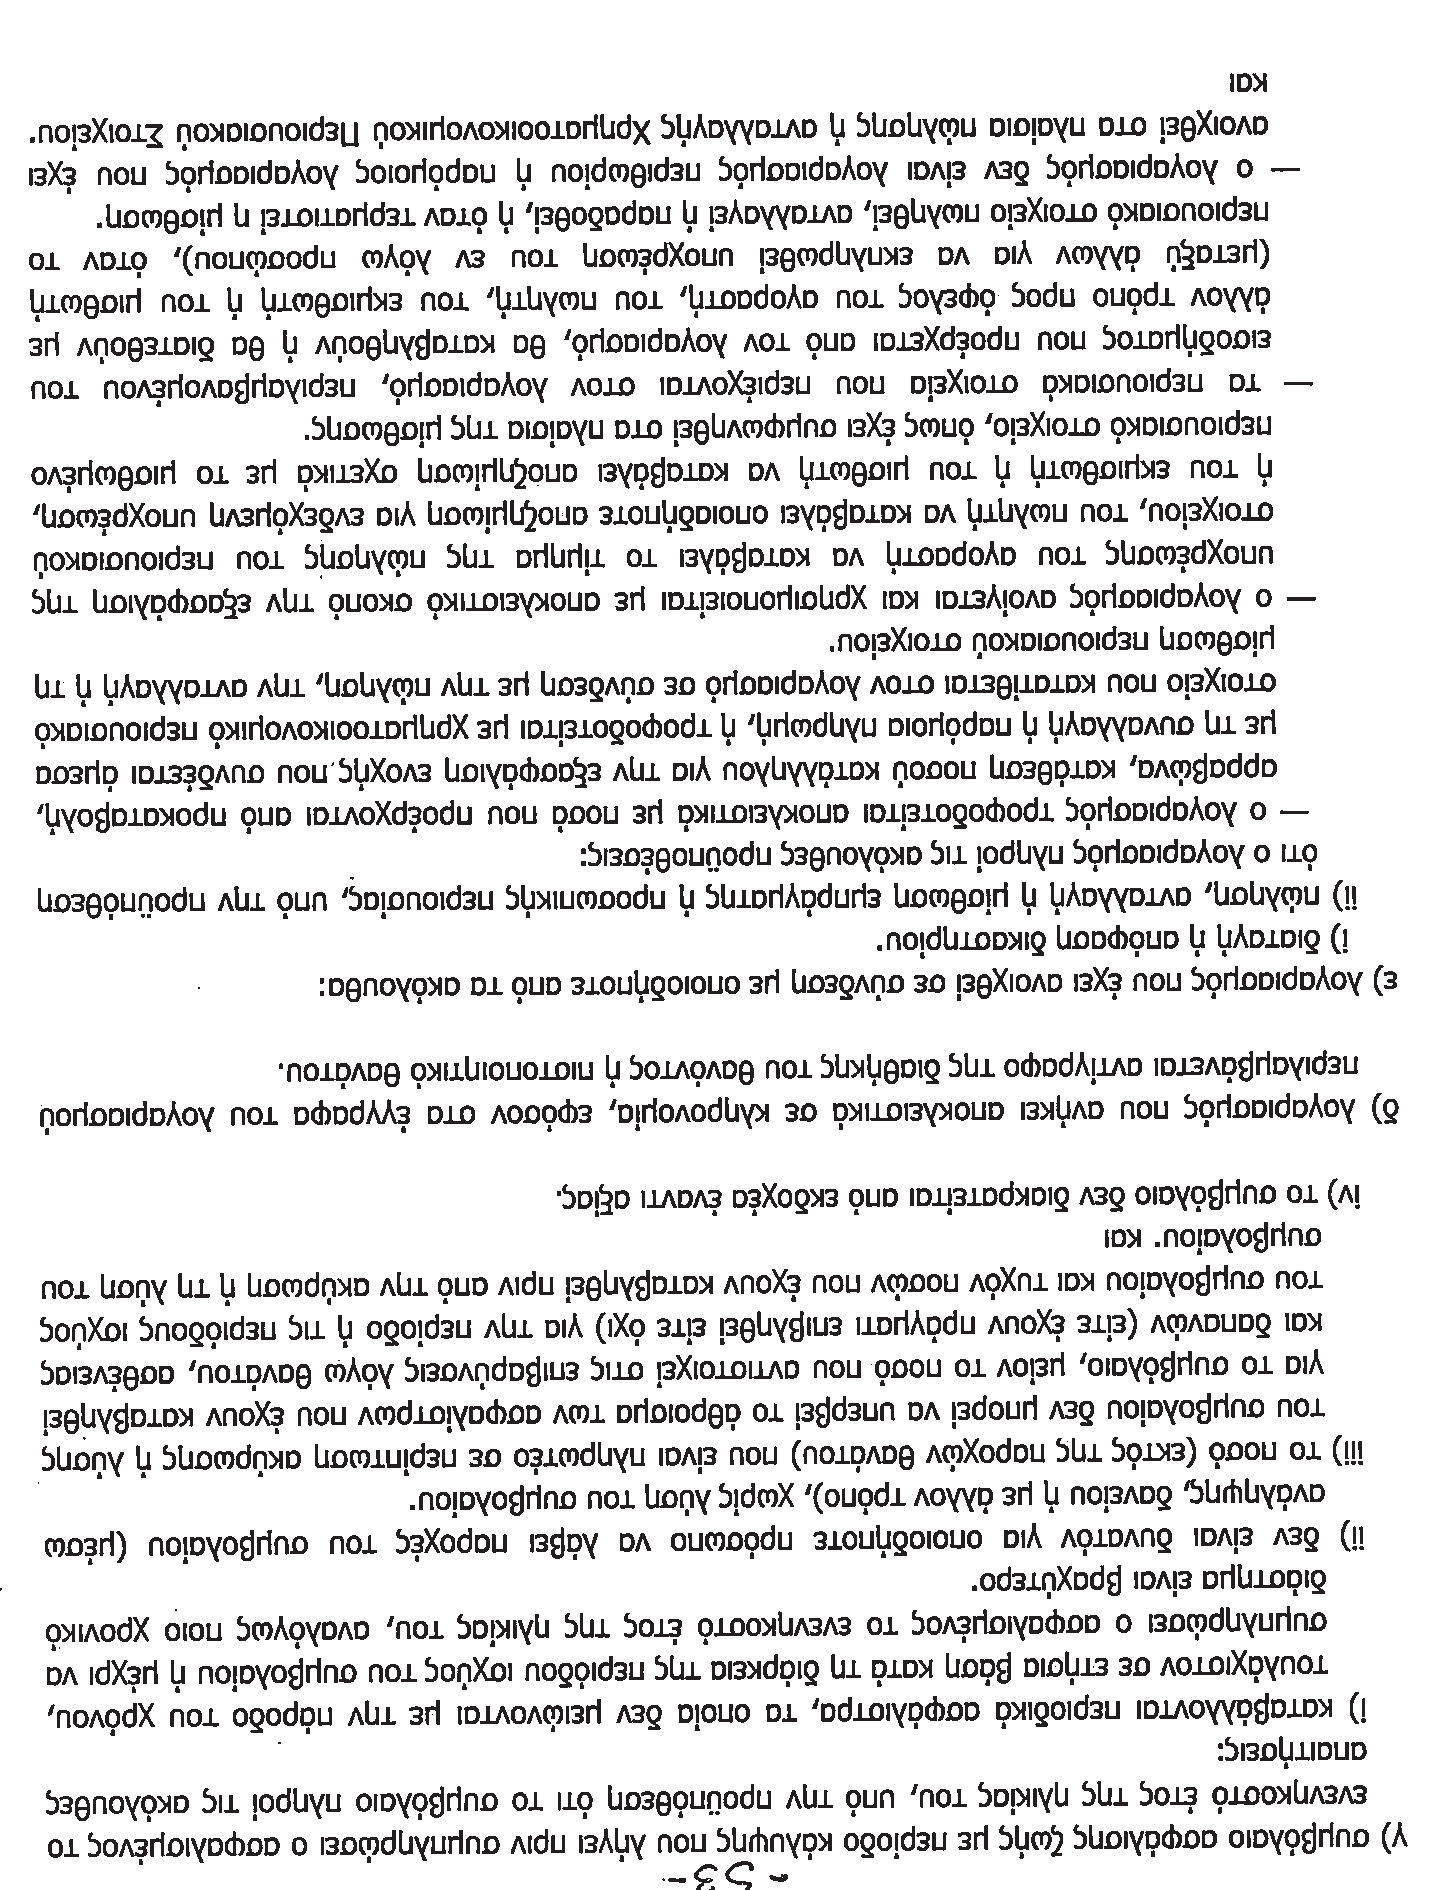 - 53-
γ) συμβόλαιο ασφάλισης ζωής με περίοδο κάλυψης που λήγει πριν συμπληρώσει ο ασφαλισμένος το
ενενηκοστό έτος της ηλικίας του, υπό την προϋπόθεση ότι το συμβόλαιο πληροί τις ακόλουθες
απαιτήσεις:
i) καταβάλλονται περιοδικά ασφάλιστρα, τα οποία δεν μειώνονται με την πάροδο του χρόνου,
τουλάχιστον σε ετήσια βάση κατά τη διάρκεια της περιόδου ισχύος του συμβολαίου ή μέχρι να
συμπληρώσει ο ασφαλισμένος το ενενηκοστό έτος της ηλικίας του, αναλόγως ποιο χρονικό
διάστημα είναι βραχύτερο.
ii) δεν είναι δυνατόν για οποιοδήποτε πρόσωπο να λάβει παροχές του συμβολαίου (μέσω
ανάληψης, δανείου ή με άλλον τρόπο), χωρίς λύση του συμβολαίου.
iii) το ποσό (εκτός της παροχών θανάτου) που είναι πληρωτέο σε περίπτωση ακύρωσης ή λύσης
του συμβολαίου δεν μπορεί να υπερβεί το άθροισμα των ασφαλίστρων που έχουν καταβληθεί
για το συμβόλαιο, μείον το ποσό που αντιστοιχεί στις επιβαρύνσεις λόγω θανάτου, ασθένειας
και δαπανών (είτε έχουν πράγματι επιβληθεί είτε όχι) για την περίοδο ή τις περιόδους ισχύος
του συμβολαίου και τυχόν ποσών που έχουν καταβληθεί πριν από την ακύρωση ή τη λύση του
συμβολαίου. και
iv) το συμβόλαιο δεν διακρατείται από εκδοχέα έναντι αξίας.
δ) λογαριασμός που ανήκει αποκλειστικά σε κληρονομία, εφόσον στα έγγραφα του λογαριασμού
περιλαμβάνεται αντίγραφο της διαθήκης του θανόντος ή πιστοποιητικό θανάτου.
ε) λογαριασμός που έχει ανοιχθεί σε σύνδεση με οποιοδήποτε από τα ακόλουθα:
i) διαταγή ή απόφαση δικαστηρίου.
ii) πώληση, ανταλλαγή ή μίσθωση εμπράγματης ή προσωπικής περιουσίας, υπό την προϋπόθεση
ότι ο λογαριασμός πληροί τις ακόλουθες προϋποθέσεις:
— ο λογαριασμός τροφοδοτείται αποκλειστικά με ποσά που προέρχονται από προκαταβολή,
αρραβώνα, κατάθεση ποσού κατάλληλου για την εξασφάλιση ενοχής που συνδέεται άμεσα
με τη συναλλαγή ή παρόμοια πληρωμή, ή τροφοδοτείται με χρηματοοικονομικό περιουσιακό
στοιχείο που κατατίθεται στον λογαριασμό σε σύνδεση με την πώληση, την ανταλλαγή ή τη
μίσθωση περιουσιακού στοιχείου.
— ο λογαριασμός ανοίγεται και χρησιμοποιείται με αποκλειστικό σκοπό την εξασφάλιση της
υποχρέωσης του αγοραστή να καταβάλει το τίμημα της πώλησης του περιουσιακού
στοιχείου, του πωλητή να καταβάλει οποιαδήποτε αποζημίωση για ενδεχόμενη υποχρέωση,
ή του εκμισθωτή ή του μισθωτή να καταβάλει αποζημίωση σχετικά με το μισθωμένο
περιουσιακό στοιχείο, όπως έχει συμφωνηθεί στα πλαίσια της μίσθωσης.
— τα περιουσιακά στοιχεία που περιέχονται στον λογαριασμό, περιλαμβανομένου του
εισοδήματος που προέρχεται από τον λογαριασμό, θα καταβληθούν ή θα διατεθούν με
άλλον τρόπο προς όφελος του αγοραστή, του πωλητή, του εκμισθωτή ή του μισθωτή
(μεταξύ άλλων για να εκπληρωθεί υποχρέωση του εν λόγω προσώπου), όταν το
περιουσιακό στοιχείο πωληθεί, ανταλλαγεί ή παραδοθεί, ή όταν τερματιστεί η μίσθωση.
— ο λογαριασμός δεν είναι λογαριασμός περιθωρίου ή παρόμοιος λογαριασμός που έχει
ανοιχθεί στα πλαίσια πώλησης ή ανταλλαγής Χρηματοοικονομικού Περιουσιακού Στοιχείου.
και